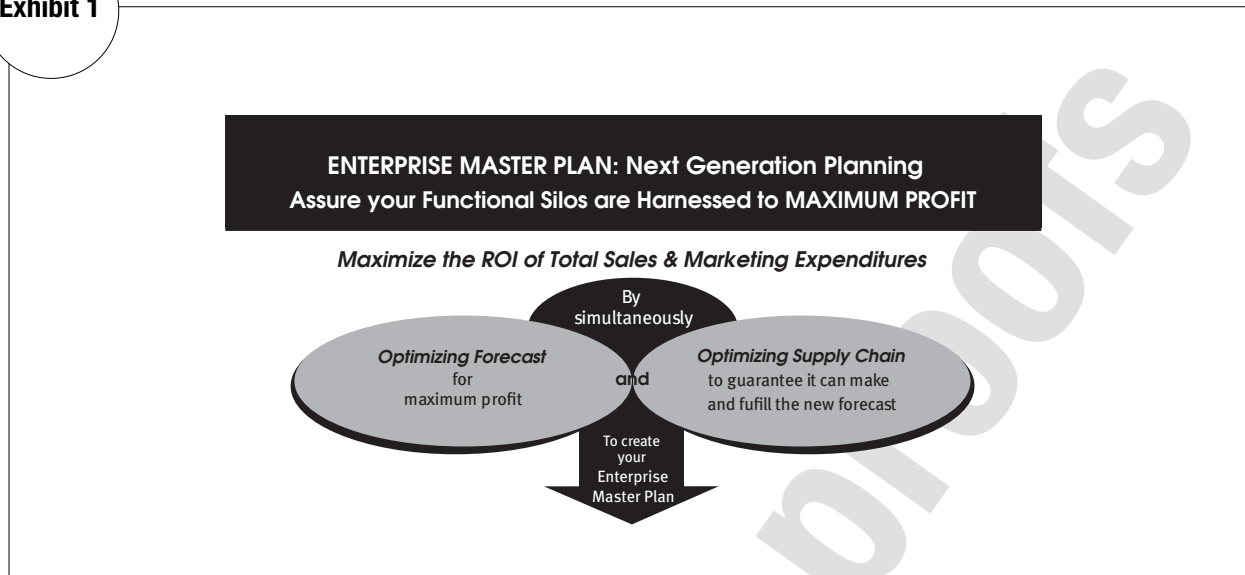 Exhibit 1
ENTERPRISE MASTER PLAN: Next Generation Planning
Assure your Functional Silos are Harnessed to MAXIMUM PROFIT
Maximize the ROI of Total Sales & Marketing Expenditures
By
simultaneously
Optimizing Forecast
for
maximum profit
and
Optimizing Supply Chain
to guarantee it can make
and fufill the new forecast
To create
your
Enterprise
Master Plan
proofs